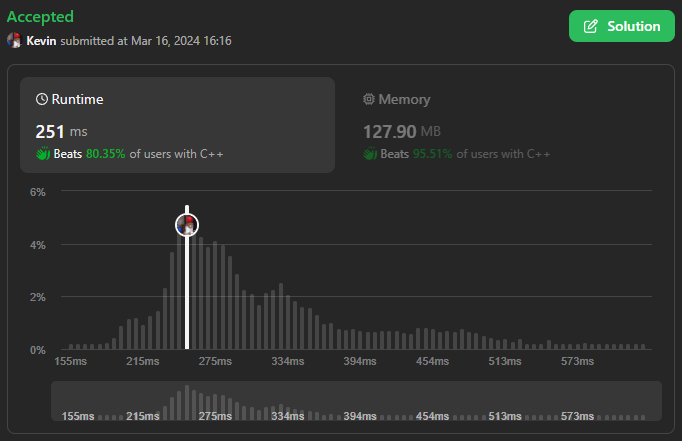 Accepted
Kevin submitted at Mar 16, 2024 16:16
Solution
Runtime
251 ms
Beats 80.35% of users with C++
Memory
127.90 MB
Beats 95.51% of users with C++
6%
4%
2%
0%
155ms 215ms 275ms 334ms 394ms 454ms 513ms 573ms
155ms 215ms 275ms 334ms 394ms 454ms 513ms 573ms